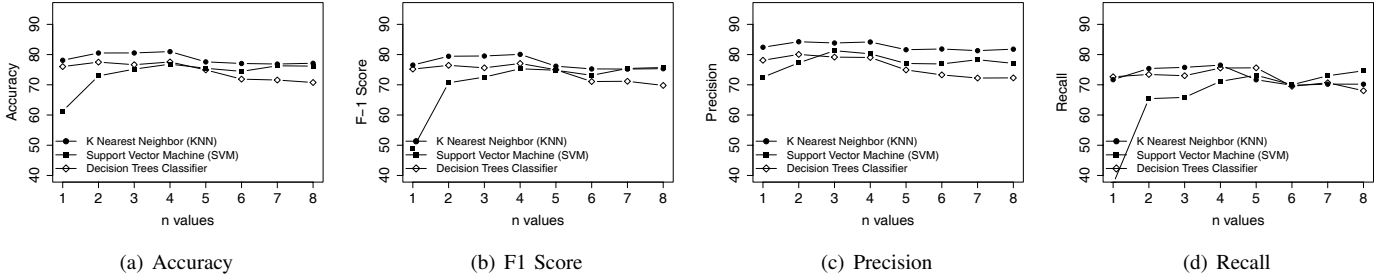 90
80
70
60
50
40
Accuracy
K Nearest Neighbor (KNN)
Support Vector Machine (SVM)
Decision Trees Classifier
1 2 3 4 5 6 7 8
n values
(a) Accuracy
90
80
70
60
50
40
F−1 Score
K Nearest Neighbor (KNN)
Support Vector Machine (SVM)
Decision Trees Classifier
1 2 3 4 5 6 7 8
n values
(b) F1 Score
90
80
70
60
50
40
Precision
K Nearest Neighbor (KNN)
Support Vector Machine (SVM)
Decision Trees Classifier
1 2 3 4 5 6 7 8
n values
(c) Precision
90
80
70
60
50
40
Recall
K Nearest Neighbor (KNN)
Support Vector Machine (SVM)
Decision Trees Classifier
1 2 3 4 5 6 7 8
n values
(d) Recall